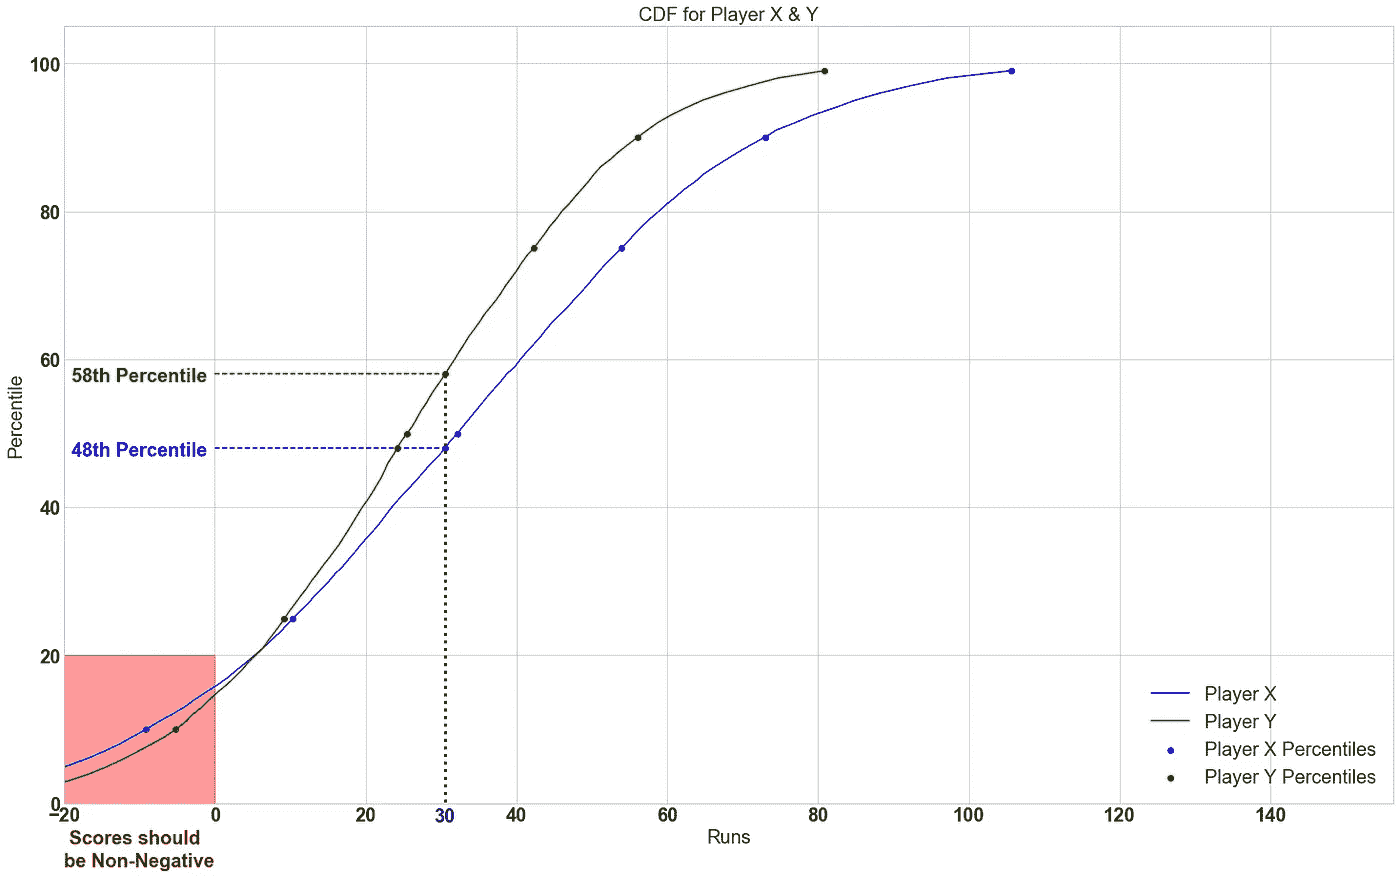 CDF for Player X & Y
100
80
60
40
20
0
Percentile
58th Percentile
48th Percentile
−20
0
20
30
40
60
80
100
120
140
Runs
Scores should
be Non-Negative
Player X
Player Y
Player X Percentiles
Player Y Percentiles